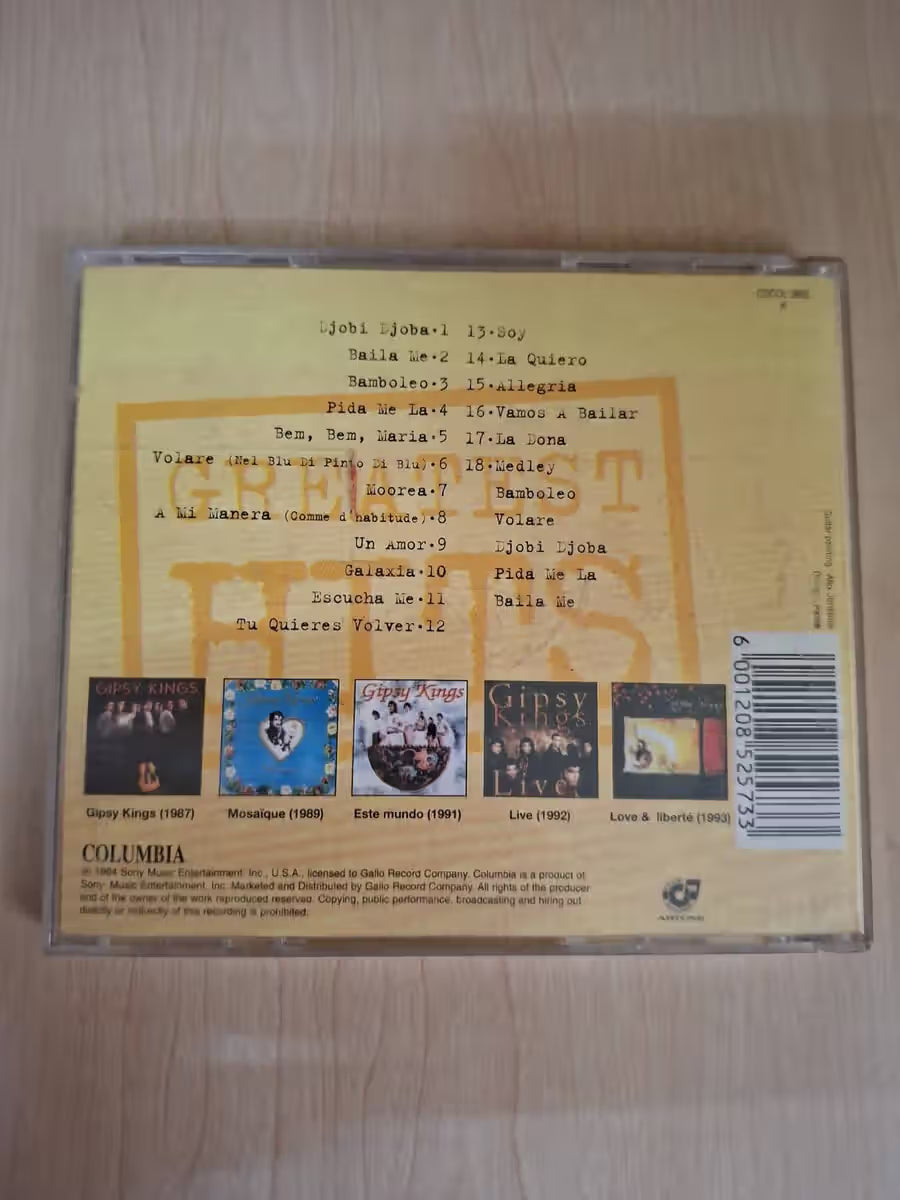 Djobi Djoba·1
Baila Me·2
Bamboleo·3
Pida Me La·4
Bem, Bem, Maria·5
Volare (Nel Blu Di Pinto Di Blu)·6
Moorea·7
A Mi Manera (Comme d'habitude)·8
Un Amor·9
Galaxia·10
Escucha Me·11
Tu Quieres Volver·12
13·Soy
14·La Quiero
15·Allegria
16·Vamos A Bailar
17·La Dona
18·Medley
Bamboleo
Volare
Djobi Djoba
Pida Me La
Baila Me
GREATEST
HITS
GIPSY KINGS
Gipsy Kings
Gipsy
Kings
Live
Gipsy Kings (1987)
Mosaïque (1989)
Este mundo (1991)
Live (1992)
Love & liberté (1993)
6 001208 525733
COLUMBIA
℗ 1994 Sony Music Entertainment. Inc., U.S.A., licensed to Gallo Record Company. Columbia is a product of
Sony Music Entertainment. Inc. Marketed and Distributed by Gallo Record Company. All rights of the producer
and of the owner of the work reproduced reserved. Copying, public performance, broadcasting and hiring out
directly or indirectly of this recording is prohibited.